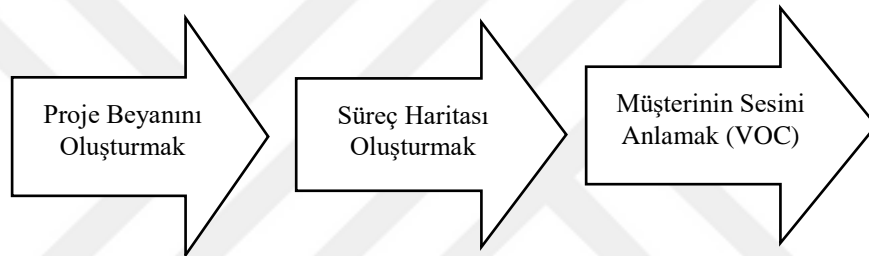 Proje Beyanını
Oluşturmak
Süreç Haritası
Oluşturmak
Müşterinin Sesini
Anlamak (VOC)